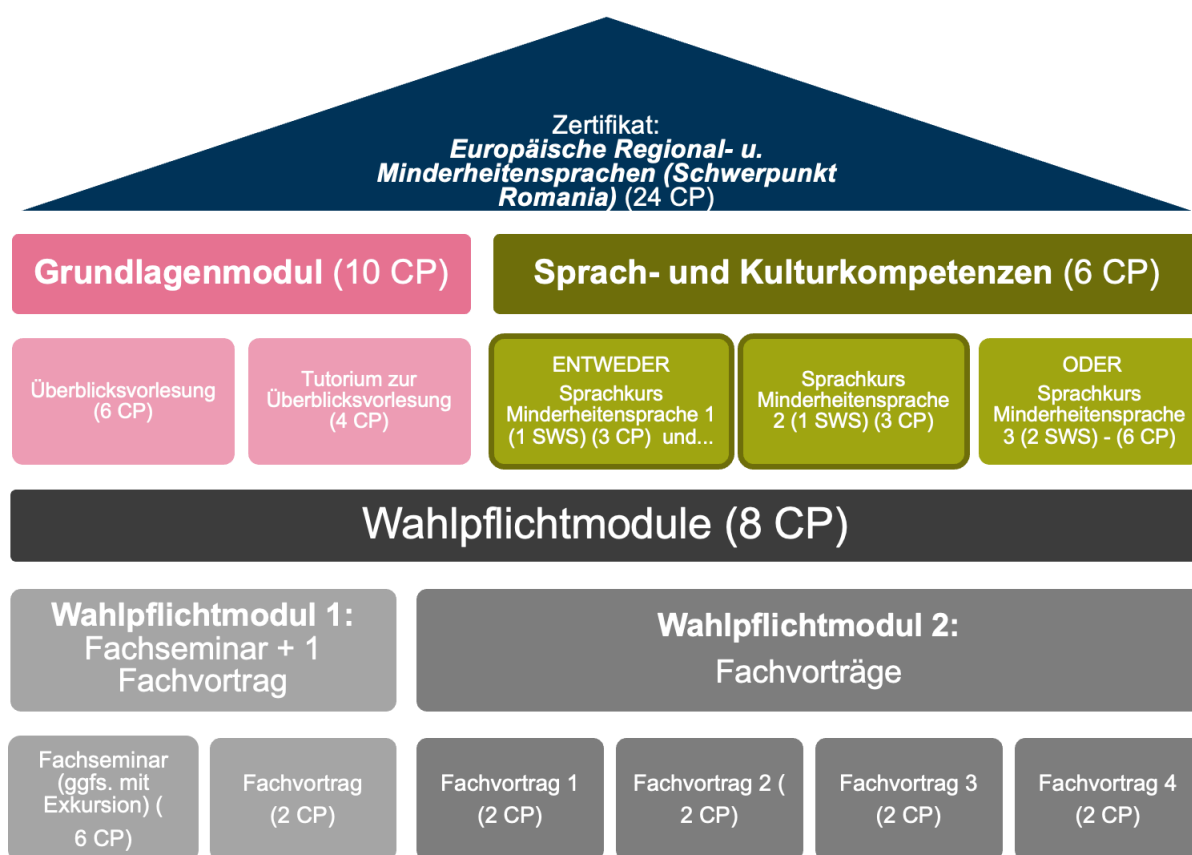 Zertifikat:
Europäische Regional- u.
Minderheitensprachen (Schwerpunkt
Romania) (24 CP)
Grundlagenmodul (10 CP)
Sprach- und Kulturkompetenzen (6 CP)
Überblicksvorlesung
(6 CP)
Tutorium zur
Überblicksvorlesung
(4 CP)
ENTWEDER
Sprachkurs
Minderheitensprache 1
(1 SWS) (3 CP) und...
Sprachkurs
Minderheitensprache
2 (1 SWS) (3 CP)
ODER
Sprachkurs
Minderheitensprache
3 (2 SWS) - (6 CP)
Wahlpflichtmodule (8 CP)
Wahlpflichtmodul 1:
Fachseminar + 1
Fachvortrag
Wahlpflichtmodul 2:
Fachvorträge
Fachseminar
(ggfs. mit
Exkursion) (
6 CP)
Fachvortrag
(2 CP)
Fachvortrag 1
(2 CP)
Fachvortrag 2 (
2 CP)
Fachvortrag 3
(2 CP)
Fachvortrag 4
(2 CP)